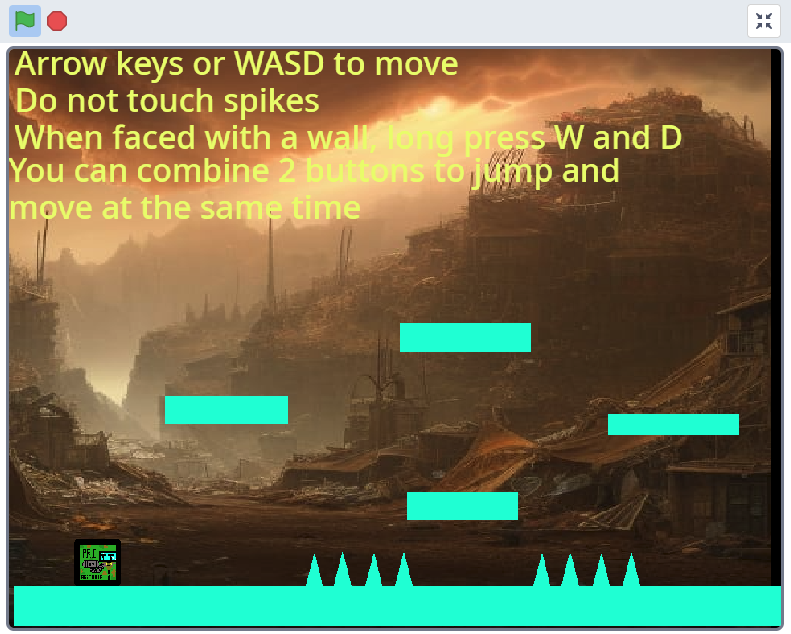 Arrow keys or WASD to move
Do not touch spikes
When faced with a wall, long press W and D
You can combine 2 buttons to jump and
move at the same time